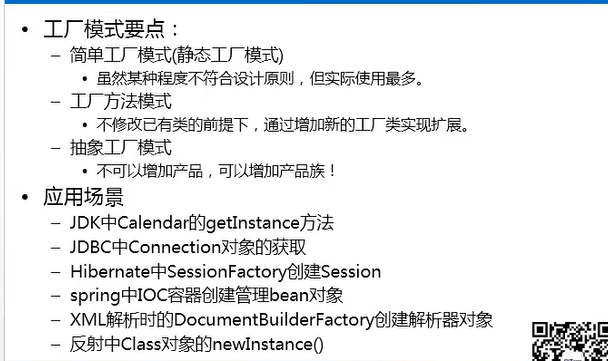 • 工厂模式要点：
– 简单工厂模式(静态工厂模式)
• 虽然某种程度不符合设计原则，但实际使用最多。
– 工厂方法模式
• 不修改已有类的前提下，通过增加新的工厂类实现扩展。
– 抽象工厂模式
• 不可以增加产品，可以增加产品族！
• 应用场景
– JDK中Calendar的getInstance方法
– JDBC中Connection对象的获取
– Hibernate中SessionFactory创建Session
– spring中IOC容器创建管理bean对象
– XML解析时的DocumentBuilderFactory创建解析器对象
– 反射中Class对象的newInstance()